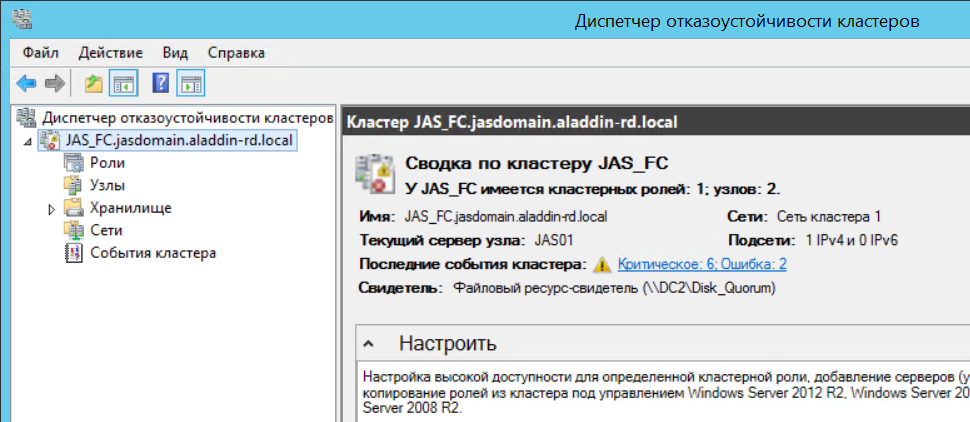 Диспетчер отказоустойчивости кластеров
Файл Действие Вид Справка
Диспетчер отказоустойчивости кластеров
JAS_FC.jasdomain.aladdin-rd.local
Роли
Узлы
Хранилище
Сети
События кластера
Кластер JAS_FC.jasdomain.aladdin-rd.local
Сводка по кластеру JAS_FC
У JAS_FC имеется кластерных ролей: 1; узлов: 2.
Имя: JAS_FC.jasdomain.aladdin-rd.local Сети: Сеть кластера 1
Текущий сервер узла: JAS01 Подсети: 1 IPv4 и 0 IPv6
Последние события кластера: Критическое: 6; Ошибка: 2
Свидетель: Файловый ресурс-свидетель (\\DC2\Disk_Quorum)
Настроить
Настройка высокой доступности для определенной кластерной роли, добавление серверов (у
копирование ролей из кластера под управлением Windows Server 2012 R2, Windows Server 20
Server 2008 R2.